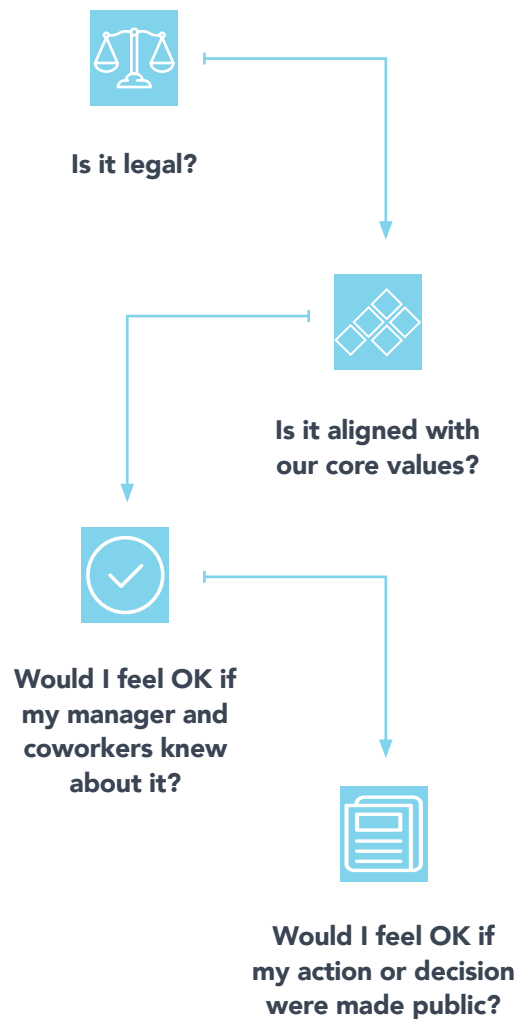 Is it legal?
Is it aligned with
our core values?
Would I feel OK if
my manager and
coworkers knew
about it?
Would I feel OK if
my action or decision
were made public?